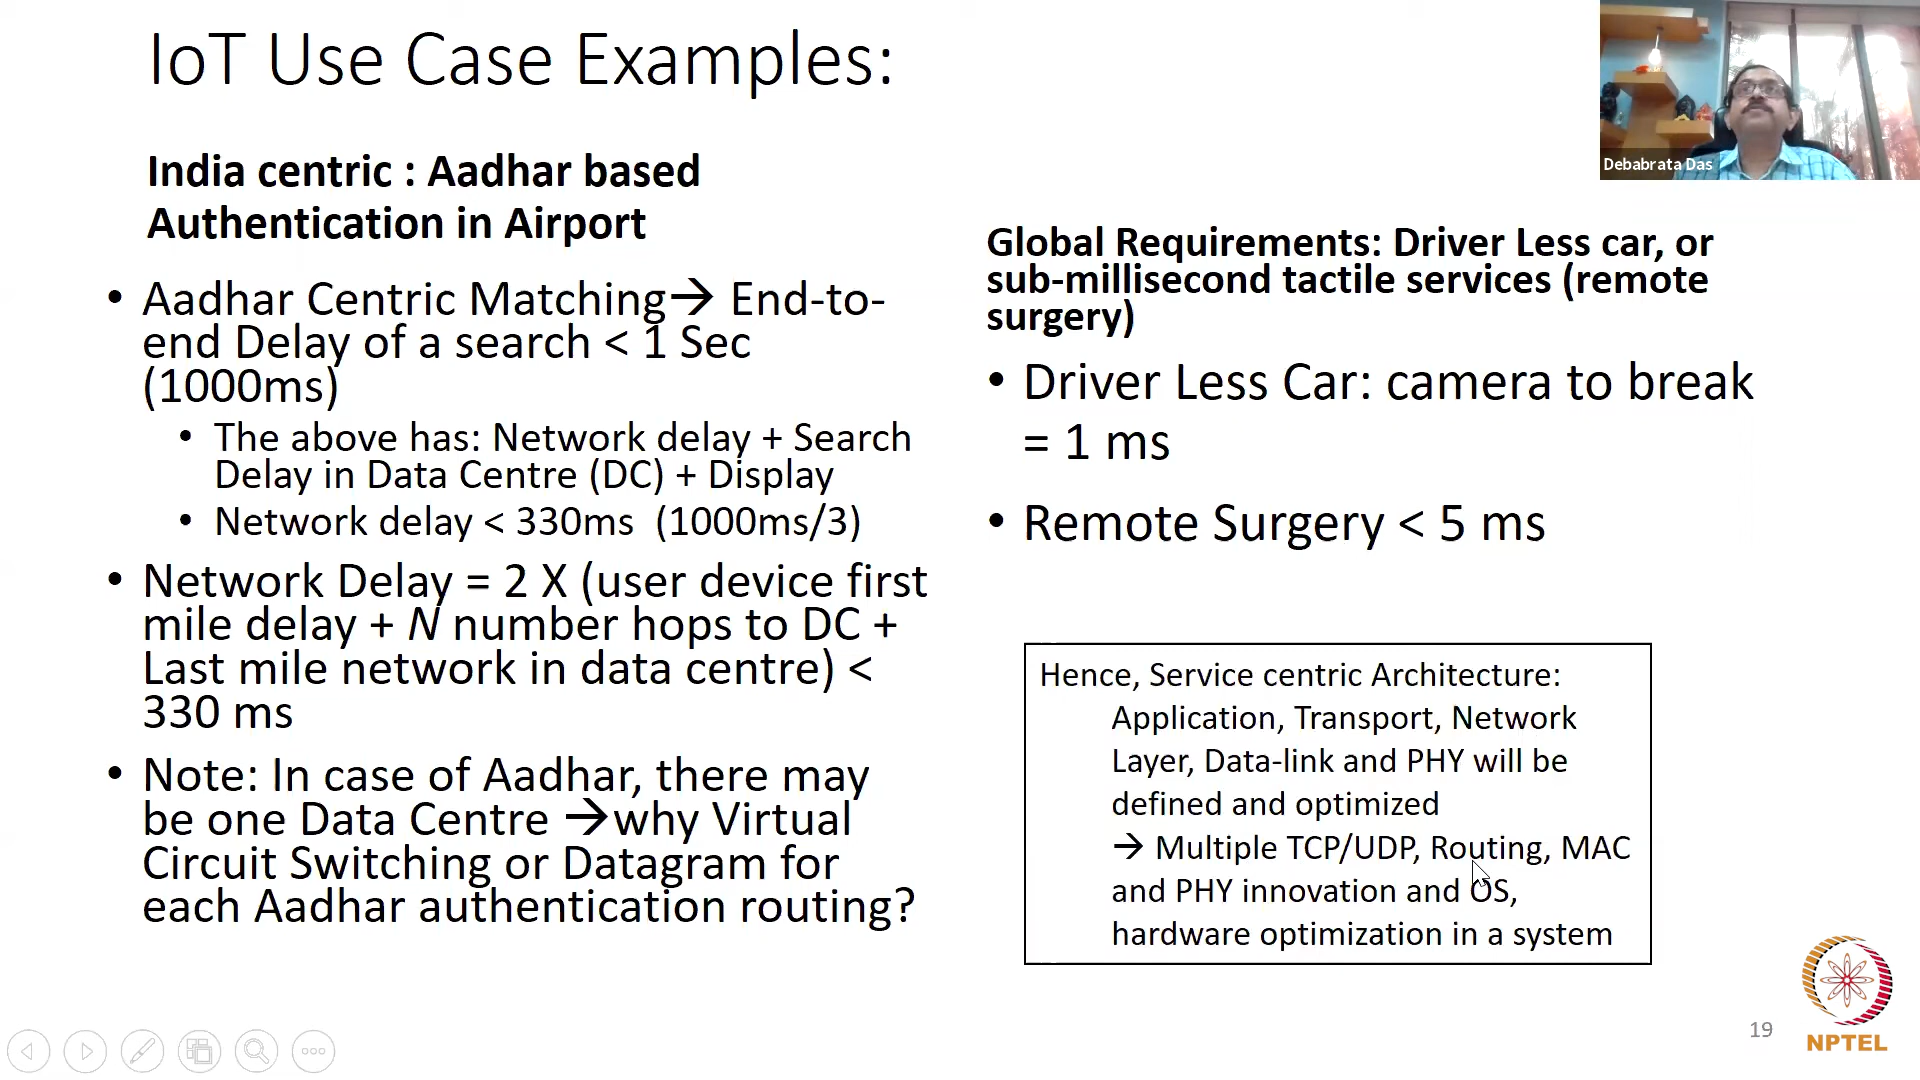 IoT Use Case Examples:
India centric : Aadhar based
Authentication in Airport
• Aadhar Centric Matching→ End-to-
end Delay of a search < 1 Sec
(1000ms)
• The above has: Network delay + Search
Delay in Data Centre (DC) + Display
• Network delay < 330ms (1000ms/3)
• Network Delay = 2 X (user device first
mile delay + N number hops to DC +
Last mile network in data centre) <
330 ms
• Note: In case of Aadhar, there may
be one Data Centre →why Virtual
Circuit Switching or Datagram for
each Aadhar authentication routing?
Debabrata Das
Global Requirements: Driver Less car, or
sub-millisecond tactile services (remote
surgery)
• Driver Less Car: camera to break
= 1 ms
• Remote Surgery < 5 ms
Hence, Service centric Architecture:
Application, Transport, Network
Layer, Data-link and PHY will be
defined and optimized
→ Multiple TCP/UDP, Routing, MAC
and PHY innovation and OS,
hardware optimization in a system
19
NPTEL